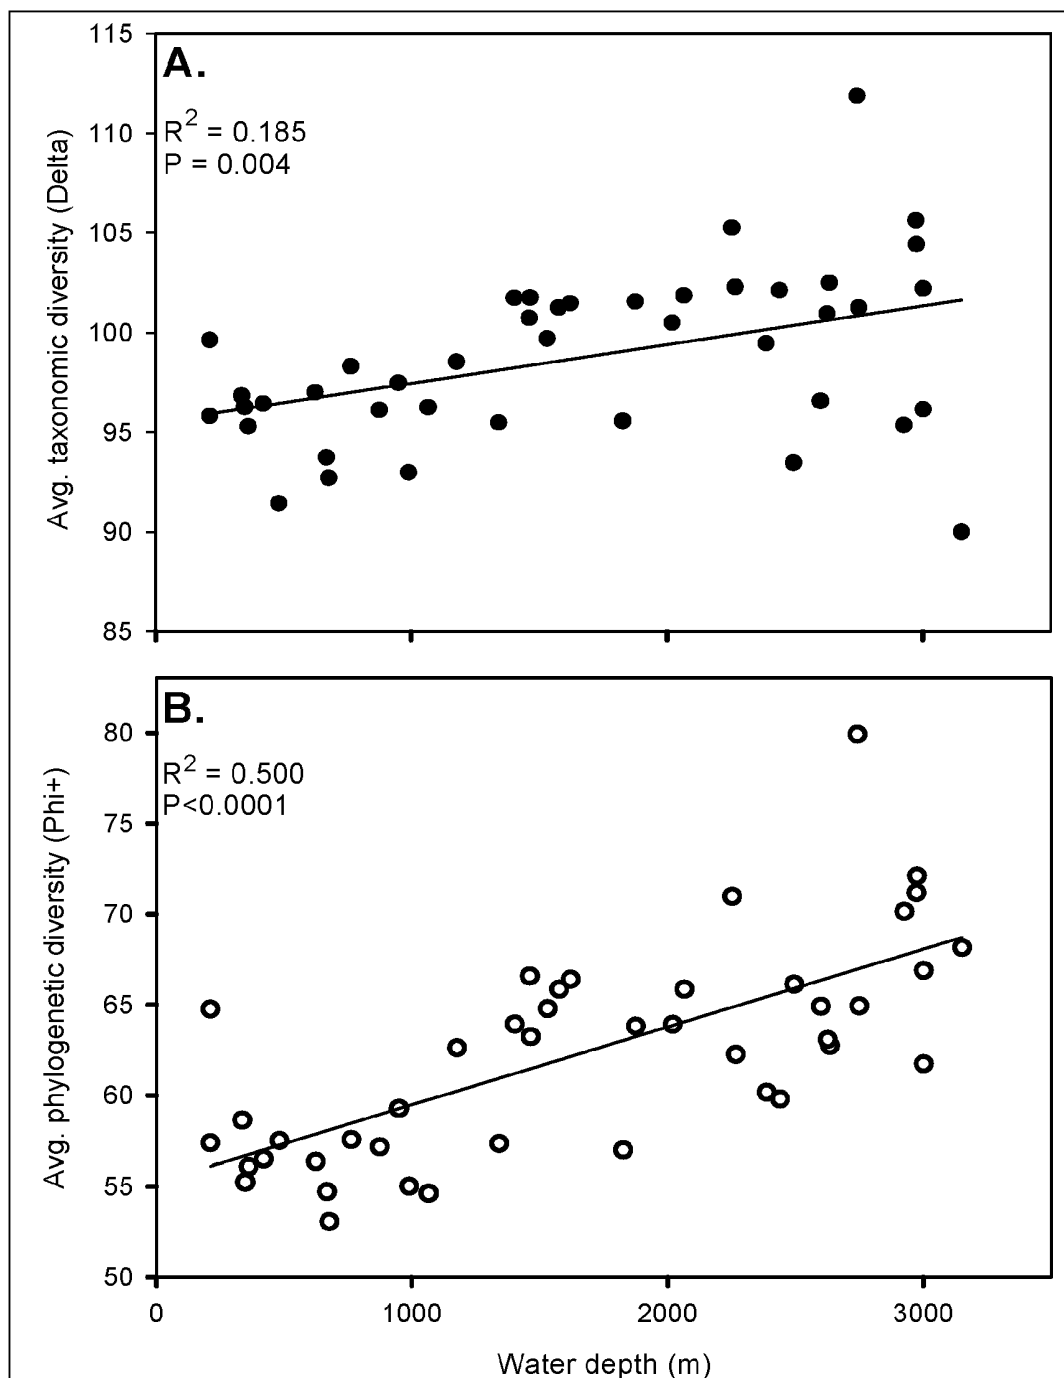 A.
R2 = 0.185
P = 0.004
Avg. taxonomic diversity (Delta)
115
110
105
100
95
90
85
B.
R2 = 0.500
P<0.0001
Avg. phylogenetic diversity (Phi+)
80
75
70
65
60
55
50
0 1000 2000 3000
Water depth (m)